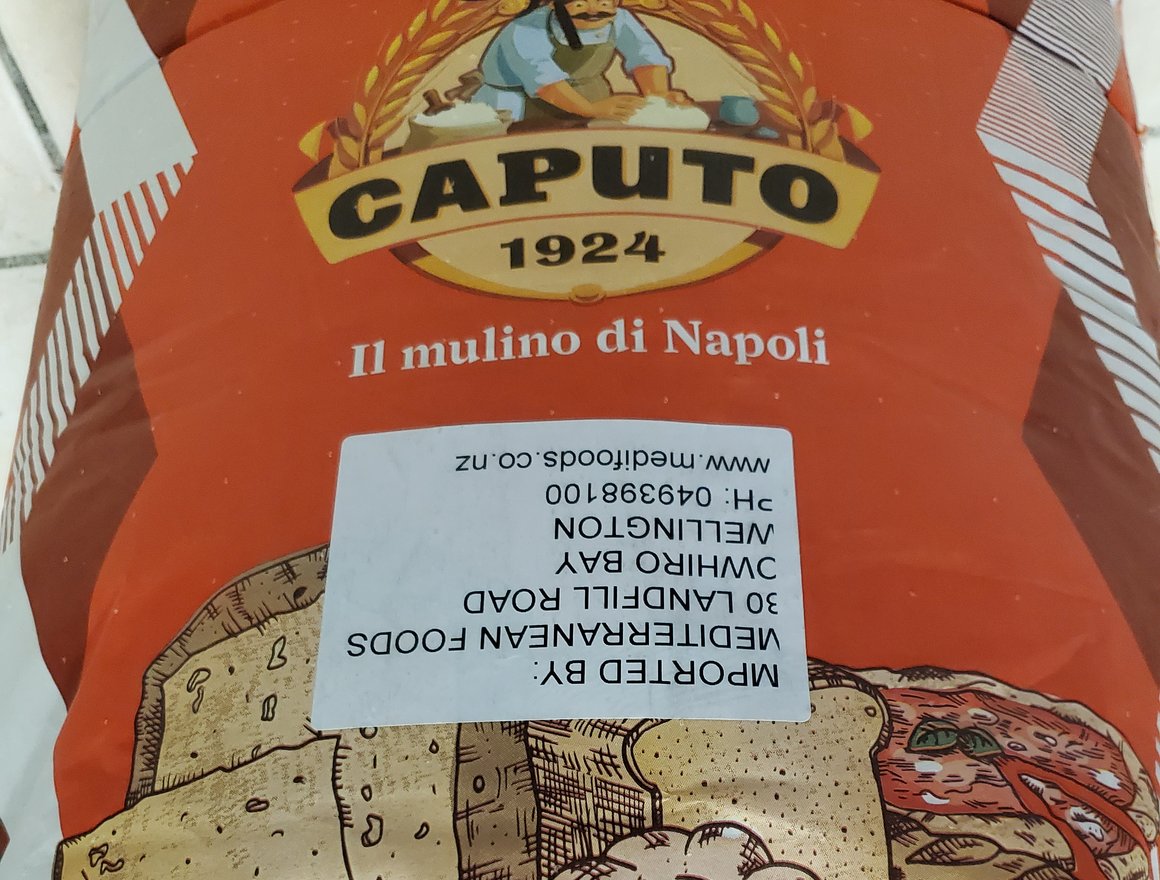 CAPUTO
1924
Il mulino di Napoli
MPORTED BY:
MEDITERRANEAN FOODS
30 LANDFILL ROAD
OWHIRO BAY
WELLINGTON
PH: 049398100
www.medifoods.co.nz